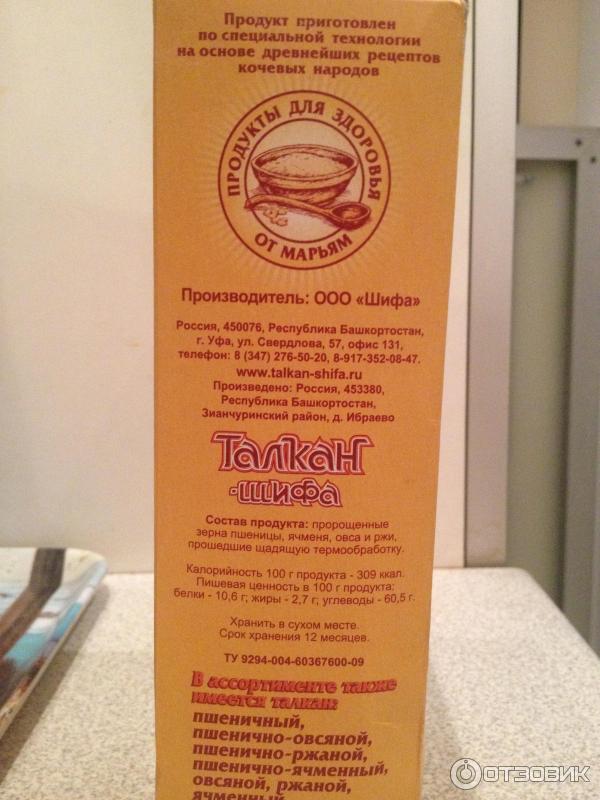 Продукт приготовлен
по специальной технологии
на основе древнейших рецептов
кочевых народов
ПРОДУКТЫ ДЛЯ ЗДОРОВЬЯ
ОТ МАРЬЯМ
Производитель: ООО «Шифа»
Россия, 450076, Республика Башкортостан,
г. Уфа, ул. Свердлова, 57, офис 131,
телефон: 8 (347) 276-50-20, 8-917-352-08-47.
www.talkan-shifa.ru
Произведено: Россия, 453380,
Республика Башкортостан,
Зианчуринский район, д. Ибраево
Талкан
-шифа
Состав продукта: пророщенные
зерна пшеницы, ячменя, овса и ржи,
прошедшие щадящую термообработку.
Калорийность 100 г продукта - 309 ккал.
Пишевая ценность в 100 г продукта:
белки - 10,6 г; жиры - 2,7 г; углеводы - 60,5 г.
Хранить в сухом месте.
Срок хранения 12 месяцев.
ТУ 9294-004-60367600-09
В ассортименте также
имеется талкан:
пшеничный,
пшенично-овсяной,
пшенично-ржаной,
пшенично-ячменный,
овсяной, ржаной,
ячменный
ОТЗОВИК